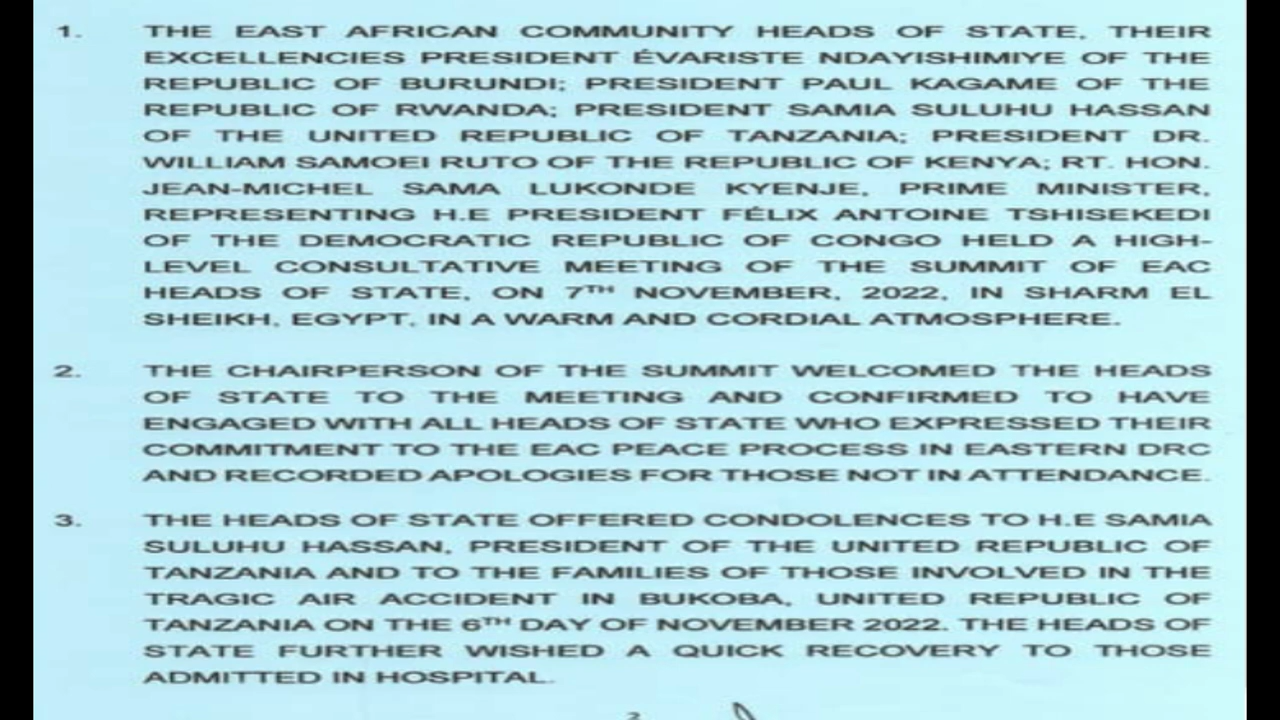 1. THE EAST AFRICAN COMMUNITY HEADS OF STATE, THEIR
EXCELLENCIES PRESIDENT ÉVARISTE NDAYISHIMIYE OF THE
REPUBLIC OF BURUNDI; PRESIDENT PAUL KAGAME OF THE
REPUBLIC OF RWANDA; PRESIDENT SAMIA SULUHU HASSAN
OF THE UNITED REPUBLIC OF TANZANIA; PRESIDENT DR.
WILLIAM SAMOEI RUTO OF THE REPUBLIC OF KENYA; RT. HON.
JEAN-MICHEL SAMA LUKONDE KYENJE, PRIME MINISTER,
REPRESENTING H.E PRESIDENT FÉLIX ANTOINE TSHISEKEDI
OF THE DEMOCRATIC REPUBLIC OF CONGO HELD A HIGH-
LEVEL CONSULTATIVE MEETING OF THE SUMMIT OF EAC
HEADS OF STATE, ON 7TH NOVEMBER, 2022, IN SHARM EL
SHEIKH, EGYPT, IN A WARM AND CORDIAL ATMOSPHERE.
2. THE CHAIRPERSON OF THE SUMMIT WELCOMED THE HEADS
OF STATE TO THE MEETING AND CONFIRMED TO HAVE
ENGAGED WITH ALL HEADS OF STATE WHO EXPRESSED THEIR
COMMITMENT TO THE EAC PEACE PROCESS IN EASTERN DRC
AND RECORDED APOLOGIES FOR THOSE NOT IN ATTENDANCE.
3. THE HEADS OF STATE OFFERED CONDOLENCES TO H.E SAMIA
SULUHU HASSAN, PRESIDENT OF THE UNITED REPUBLIC OF
TANZANIA AND TO THE FAMILIES OF THOSE INVOLVED IN THE
TRAGIC AIR ACCIDENT IN BUKOBA, UNITED REPUBLIC OF
TANZANIA ON THE 6TH DAY OF NOVEMBER 2022. THE HEADS OF
STATE FURTHER WISHED A QUICK RECOVERY TO THOSE
ADMITTED IN HOSPITAL.
2